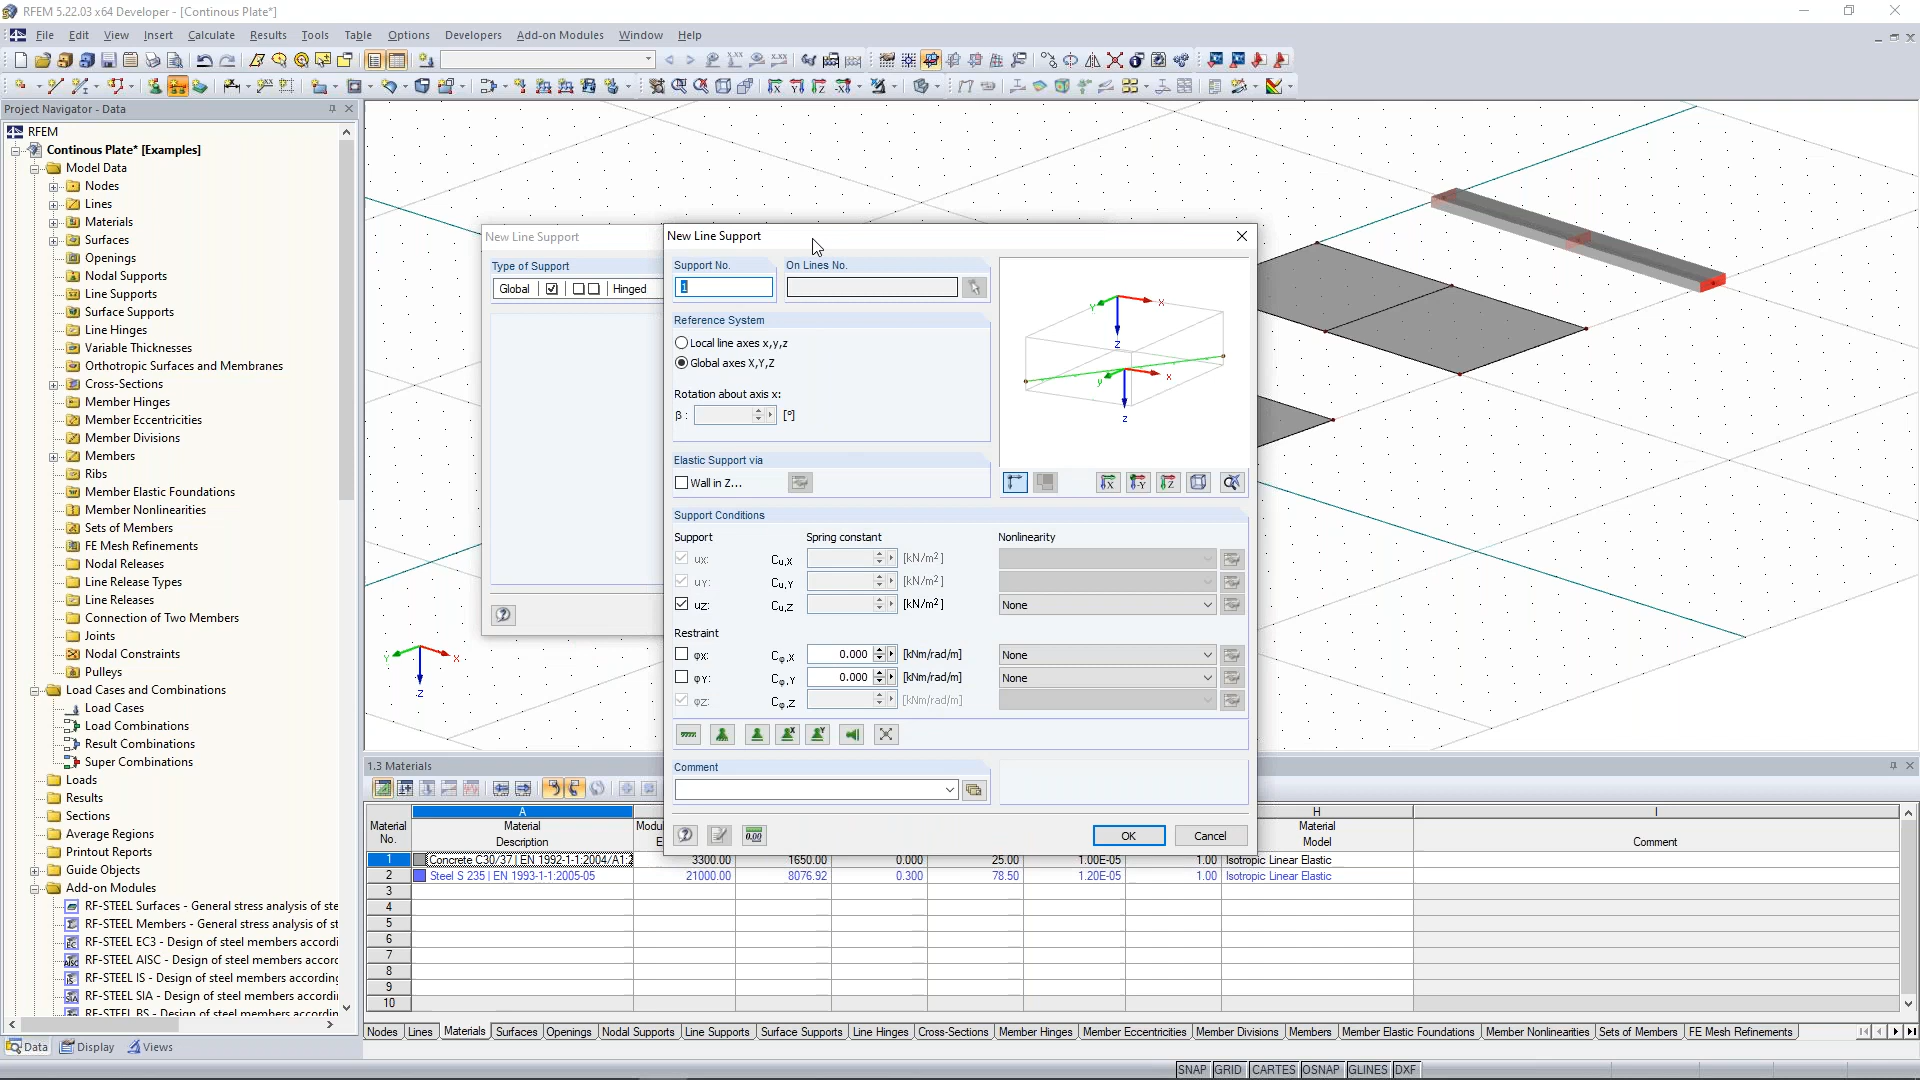 RFEM 5.22.03 x64 Developer - [Continous Plate*]
File Edit View Insert Calculate Results Tools Table Options Developers Add-on Modules Window Help
Project Navigator - Data
RFEM
Continous Plate* [Examples]
Model Data
Nodes
Lines
Materials
Surfaces
Openings
Nodal Supports
Line Supports
Surface Supports
Line Hinges
Variable Thicknesses
Orthotropic Surfaces and Membranes
Cross-Sections
Member Hinges
Member Eccentricities
Member Divisions
Members
Ribs
Member Elastic Foundations
Member Nonlinearities
Sets of Members
FE Mesh Refinements
Nodal Releases
Line Release Types
Line Releases
Connection of Two Members
Joints
Nodal Constraints
Pulleys
Load Cases and Combinations
Load Cases
Load Combinations
Result Combinations
Super Combinations
Loads
Results
Sections
Average Regions
Printout Reports
Guide Objects
Add-on Modules
RF-STEEL Surfaces - General stress analysis of ste
RF-STEEL Members - General stress analysis of st
RF-STEEL EC3 - Design of steel members accordi
RF-STEEL AISC - Design of steel members accor
RF-STEEL IS - Design of steel members according
RF-STEEL SIA - Design of steel members accordi
RF-STEEL BS - Design of steel members accordin
Data Display Views
New Line Support
Type of Support
Global Hinged
New Line Support
Support No. On Lines No.
1
Reference System
Local line axes x,y,z
Global axes X,Y,Z
Rotation about axis x:
β : [°]
Elastic Support via
Wall in Z...
Support Conditions
Support Spring constant Nonlinearity
uX: Cu,X [kN/m2]
uY: Cu,Y [kN/m2]
uZ: Cu,Z [kN/m2] None
Restraint
φX: Cφ,X 0.000 [kNm/rad/m] None
φY: Cφ,Y 0.000 [kNm/rad/m] None
φZ: Cφ,Z [kNm/rad/m]
Comment
OK Cancel
Y X Z
y x z
Y X Z
1.3 Materials
A H I
Material No. Material Description Modu E Material Model Comment
1 Concrete C30/37 | EN 1992-1-1:2004/A1:2 3300.00 1650.00 0.000 25.00 1.00E-05 1.00 Isotropic Linear Elastic
2 Steel S 235 | EN 1993-1-1:2005-05 21000.00 8076.92 0.300 78.50 1.20E-05 1.00 Isotropic Linear Elastic
3
4
5
6
7
8
9
10
Nodes Lines Materials Surfaces Openings Nodal Supports Line Supports Surface Supports Line Hinges Cross-Sections Member Hinges Member Eccentricities Member Divisions Members Member Elastic Foundations Member Nonlinearities Sets of Members FE Mesh Refinements
SNAP GRID CARTES OSNAP GLINES DXF